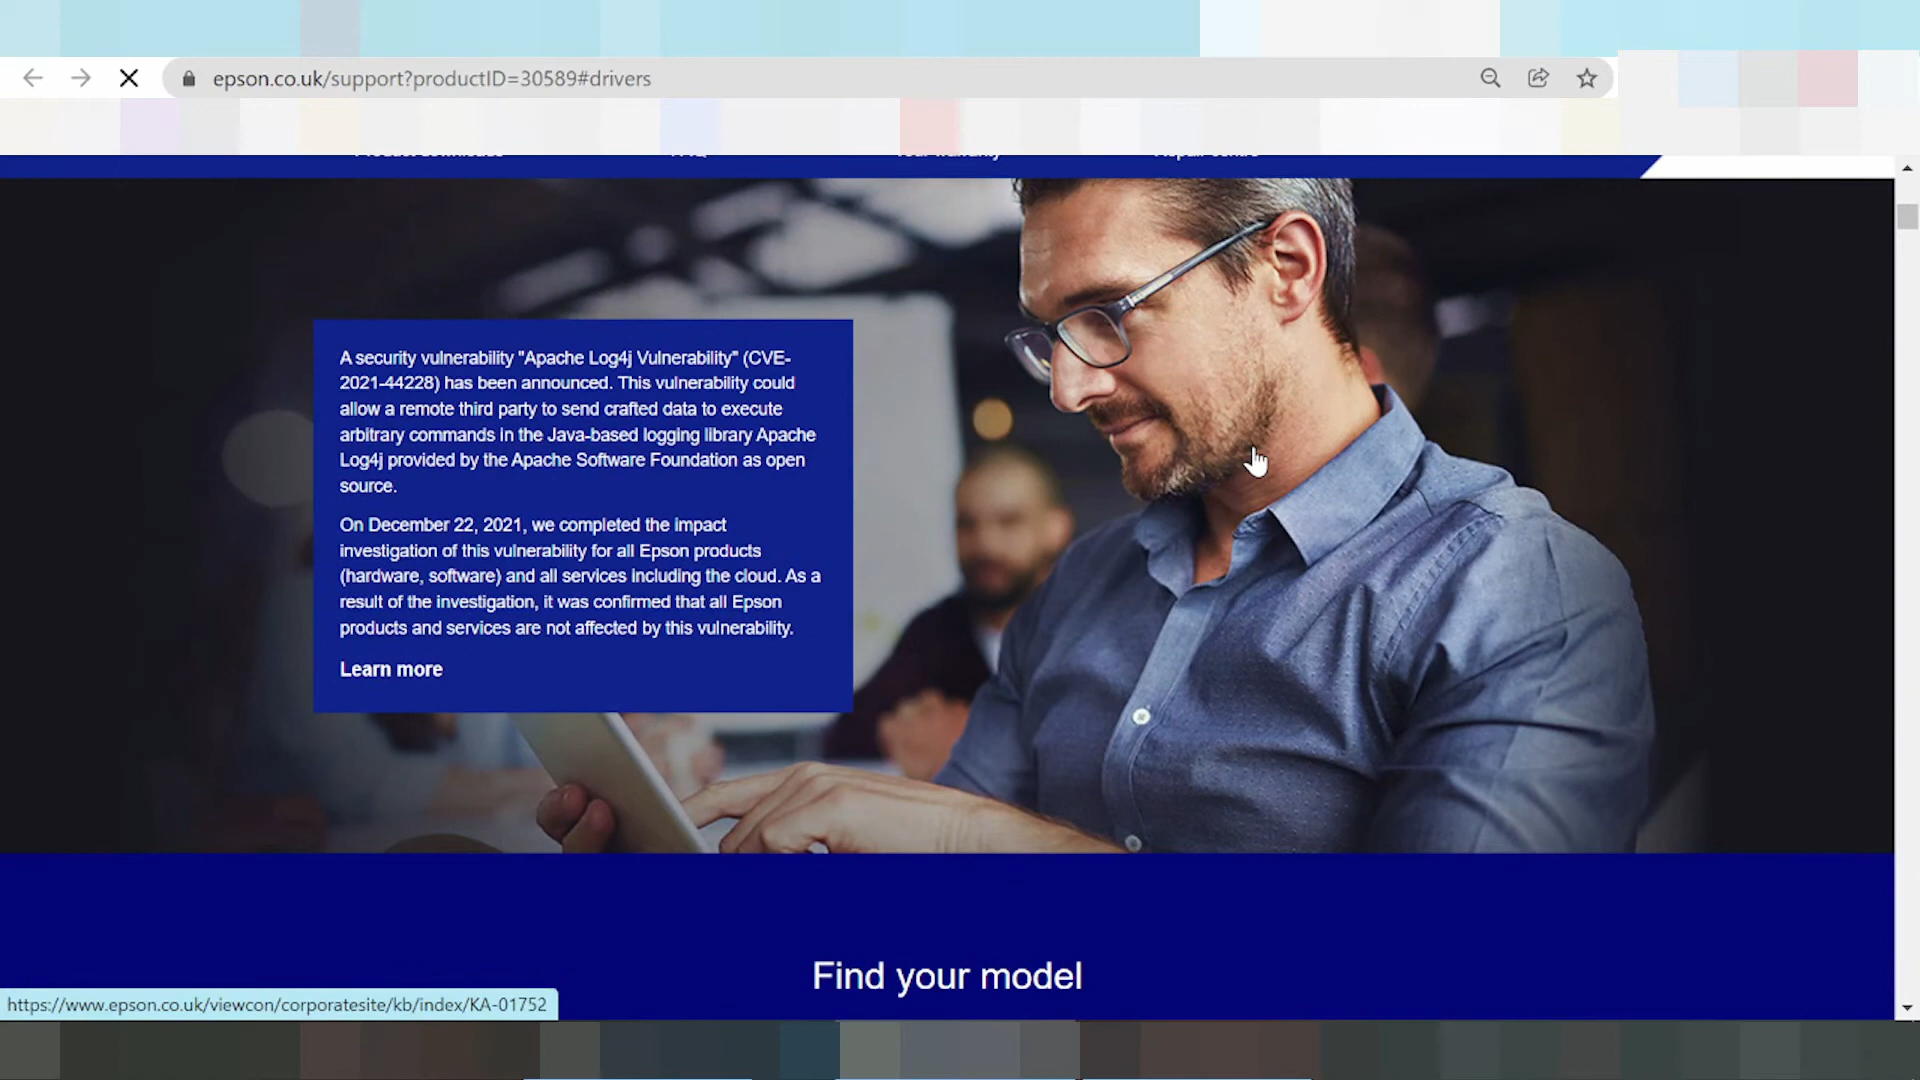 epson.co.uk/support?productID=30589#drivers
A security vulnerability "Apache Log4j Vulnerability" (CVE-
2021-44228) has been announced. This vulnerability could
allow a remote third party to send crafted data to execute
arbitrary commands in the Java-based logging library Apache
Log4j provided by the Apache Software Foundation as open
source.
On December 22, 2021, we completed the impact
investigation of this vulnerability for all Epson products
(hardware, software) and all services including the cloud. As a
result of the investigation, it was confirmed that all Epson
products and services are not affected by this vulnerability.
Learn more
Find your model
https://www.epson.co.uk/viewcon/corporatesite/kb/index/KA-01752